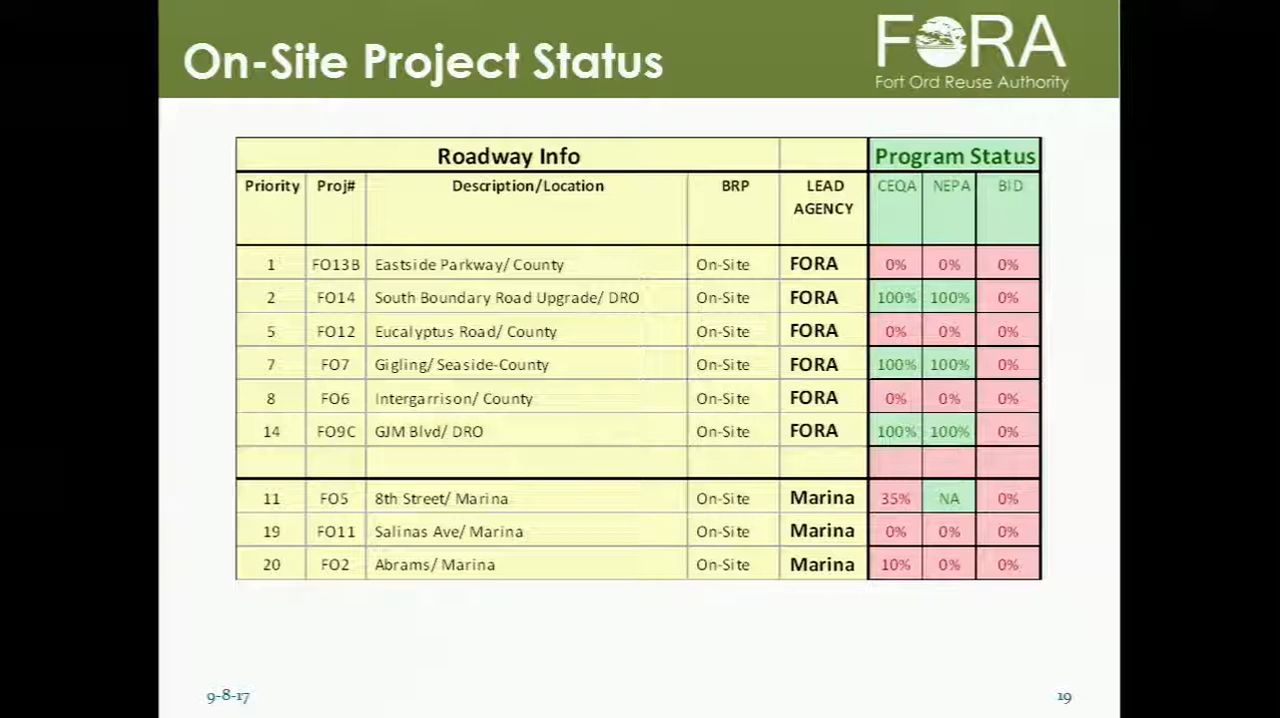 On-Site Project Status
FORA
Fort Ord Reuse Authority
Roadway Info Program Status
Priority Proj# Description/Location BRP LEAD AGENCY CEQA NEPA BID
1 FO13B Eastside Parkway/ County On-Site FORA 0% 0% 0%
2 FO14 South Boundary Road Upgrade/ DRO On-Site FORA 100% 100% 0%
5 FO12 Eucalyptus Road/ County On-Site FORA 0% 0% 0%
7 FO7 Gigling/ Seaside-County On-Site FORA 100% 100% 0%
8 FO6 Intergarrison/ County On-Site FORA 0% 0% 0%
14 FO9C GJM Blvd/ DRO On-Site FORA 100% 100% 0%
11 FO5 8th Street/ Marina On-Site Marina 35% NA 0%
19 FO11 Salinas Ave/ Marina On-Site Marina 0% 0% 0%
20 FO2 Abrams/ Marina On-Site Marina 10% 0% 0%
9-8-17 19